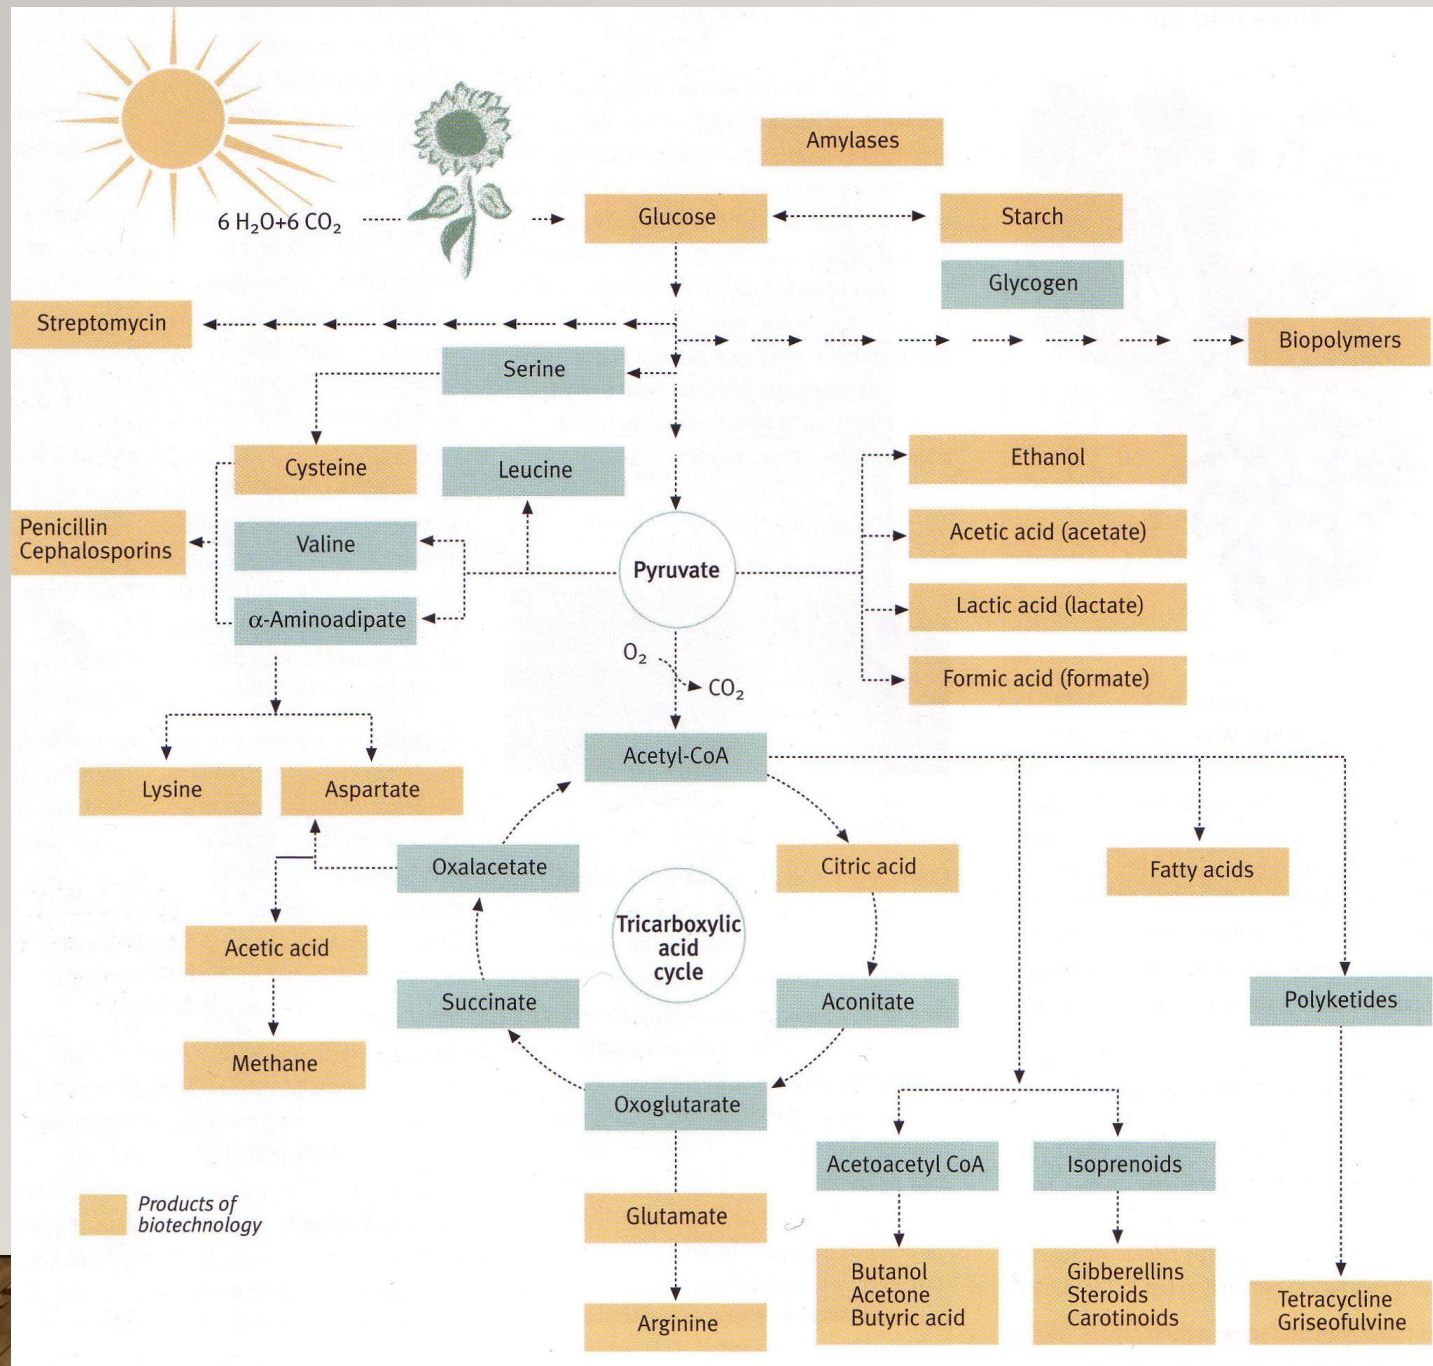 Amylases
6 H₂O+6 CO₂
Glucose
Starch
Glycogen
Streptomycin
Biopolymers
Serine
Cysteine
Leucine
Ethanol
Penicillin
Cephalosporins
Valine
Pyruvate
Acetic acid (acetate)
α-Aminoadipate
Lactic acid (lactate)
O₂
CO₂
Formic acid (formate)
Acetyl-CoA
Lysine
Aspartate
Oxalacetate
Citric acid
Fatty acids
Tricarboxylic
acid
cycle
Acetic acid
Succinate
Aconitate
Polyketides
Methane
Oxoglutarate
Acetoacetyl CoA
Isoprenoids
Products of
biotechnology
Glutamate
Butanol
Acetone
Butyric acid
Gibberellins
Steroids
Carotinoids
Tetracycline
Griseofulvine
Arginine